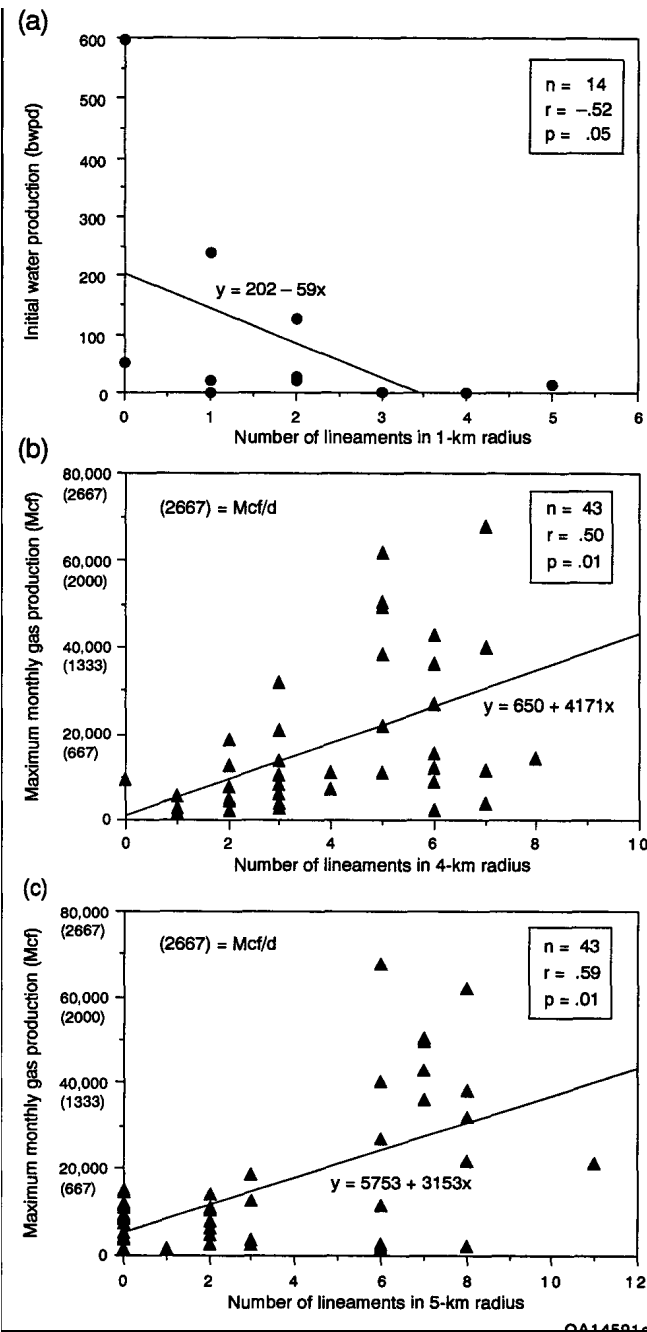 (a)
600
500
400
300
200
100
0
Initial water production (bwpd)
n = 14
r = –.52
p = .05
y = 202 – 59x
0 1 2 3 4 5 6
Number of lineaments in 1-km radius
(b)
80,000
(2667)
60,000
(2000)
40,000
(1333)
20,000
(667)
0
Maximum monthly gas production (Mcf)
(2667) = Mcf/d
n = 43
r = .50
p = .01
y = 650 + 4171x
0 2 4 6 8 10
Number of lineaments in 4-km radius
(c)
80,000
(2667)
60,000
(2000)
40,000
(1333)
20,000
(667)
0
Maximum monthly gas production (Mcf)
(2667) = Mcf/d
n = 43
r = .59
p = .01
y = 5753 + 3153x
0 2 4 6 8 10 12
Number of lineaments in 5-km radius